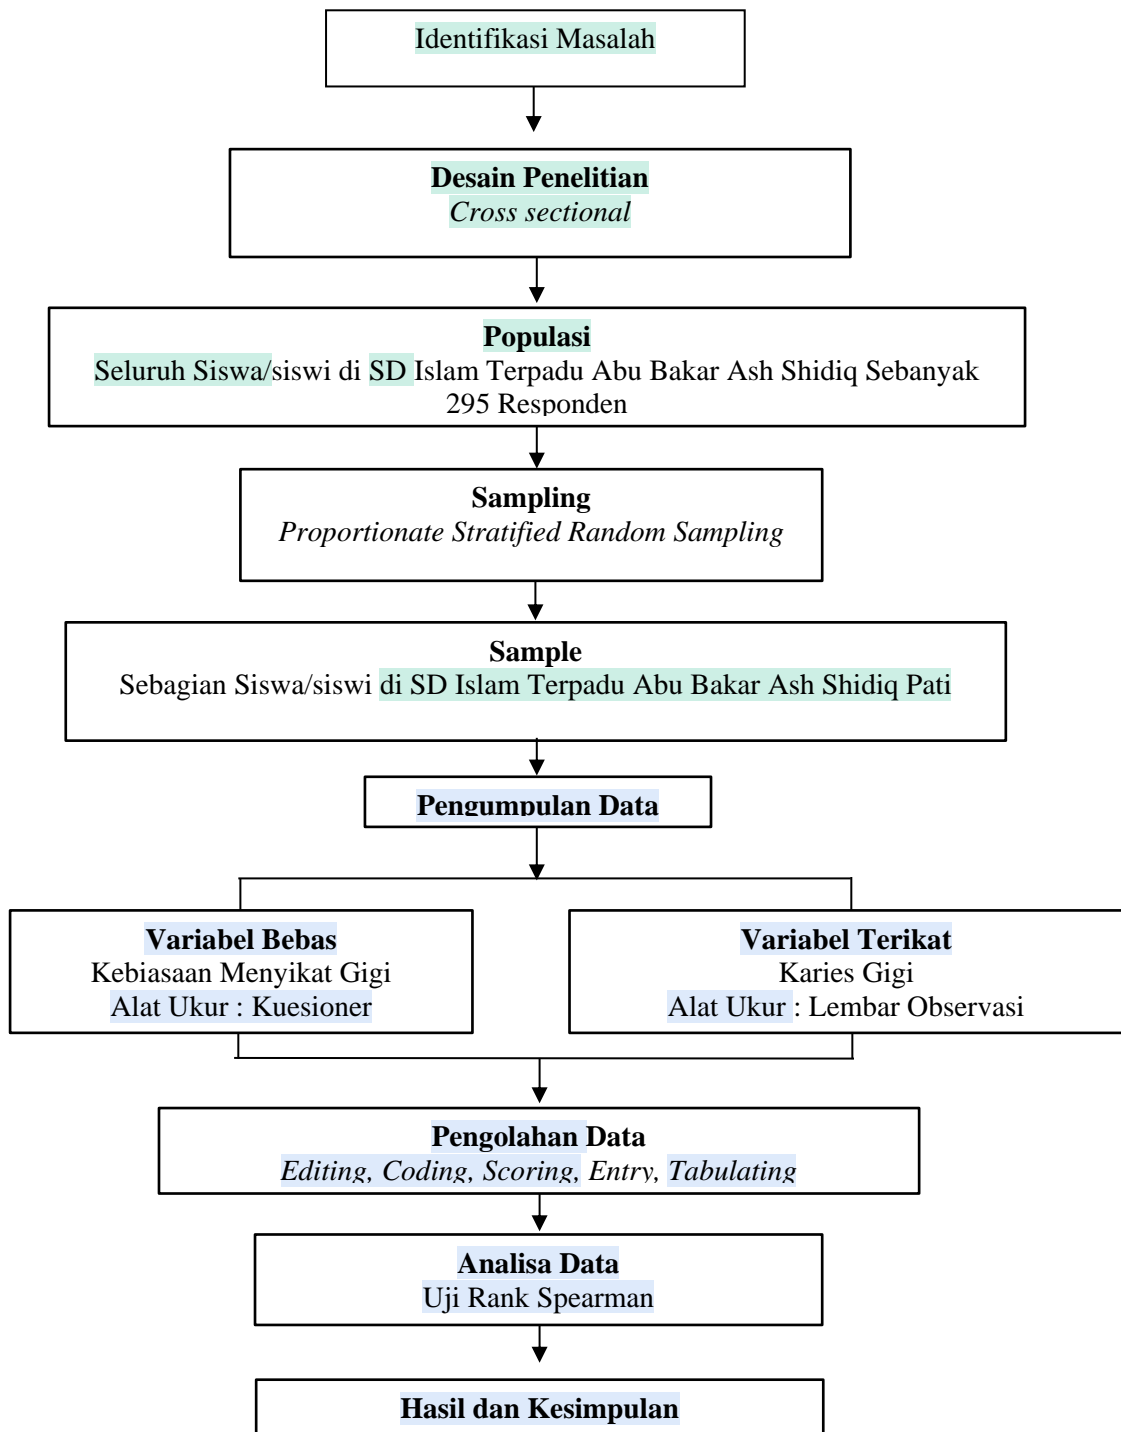 Identifikasi Masalah
Desain Penelitian
Cross sectional
Populasi
Seluruh Siswa/siswi di SD Islam Terpadu Abu Bakar Ash Shidiq Sebanyak
295 Responden
Sampling
Proportionate Stratified Random Sampling
Sample
Sebagian Siswa/siswi di SD Islam Terpadu Abu Bakar Ash Shidiq Pati
Pengumpulan Data
Variabel Bebas
Kebiasaan Menyikat Gigi
Alat Ukur : Kuesioner
Variabel Terikat
Karies Gigi
Alat Ukur : Lembar Observasi
Pengolahan Data
Editing, Coding, Scoring, Entry, Tabulating
Analisa Data
Uji Rank Spearman
Hasil dan Kesimpulan